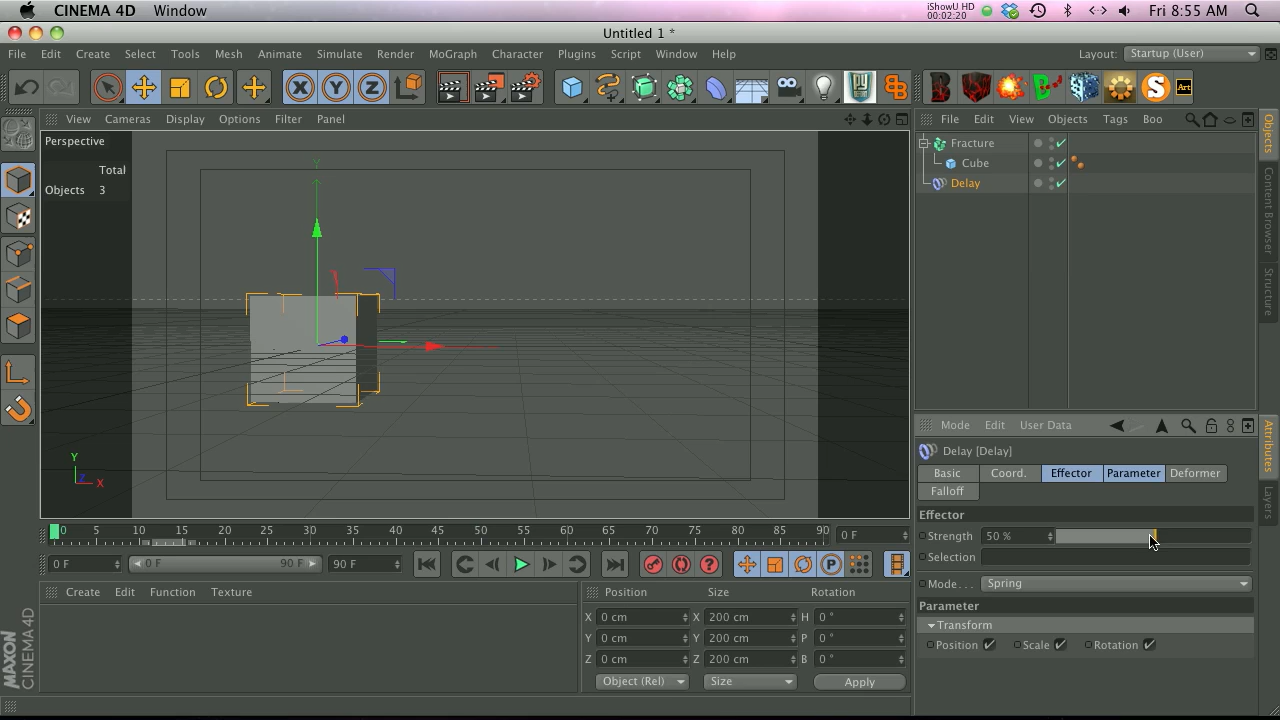 CINEMA 4D Window
iShowU HD
00:02:20
Fri 8:55 AM
Untitled 1 *
File Edit Create Select Tools Mesh Animate Simulate Render MoGraph Character Plugins Script Window Help
Layout: Startup (User)
X Y Z
S Art
View Cameras Display Options Filter Panel
Perspective
Total
Objects 3
Y
Y
Z X
File Edit View Objects Tags Boo
Fracture
Cube
Delay
Objects
Content Browser
Structure
Mode Edit User Data
Delay [Delay]
Basic Coord. Effector Parameter Deformer
Falloff
Effector
Strength 50 %
Selection
Mode... Spring
Parameter
Transform
Position Scale Rotation
Attributes
Layers
0 5 10 15 20 25 30 35 40 45 50 55 60 65 70 75 80 85 90 0 F
0 F 0 F 90 F 90 F
? P
Create Edit Function Texture
Position Size Rotation
X 0 cm X 200 cm H 0 °
Y 0 cm Y 200 cm P 0 °
Z 0 cm Z 200 cm B 0 °
Object (Rel) Size Apply
MAXON
CINEMA 4D